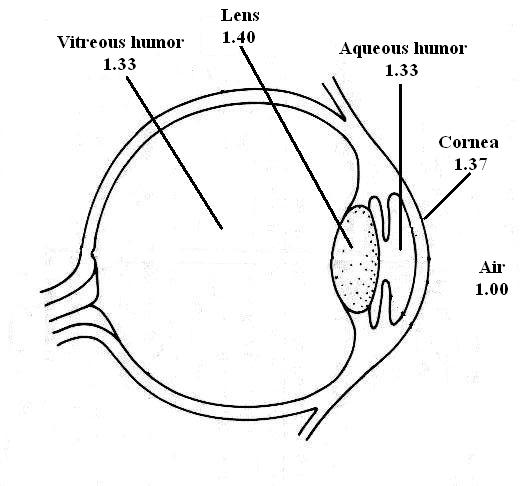 Lens
1.40
Vitreous humor
1.33
Aqueous humor
1.33
Cornea
1.37
Air
1.00